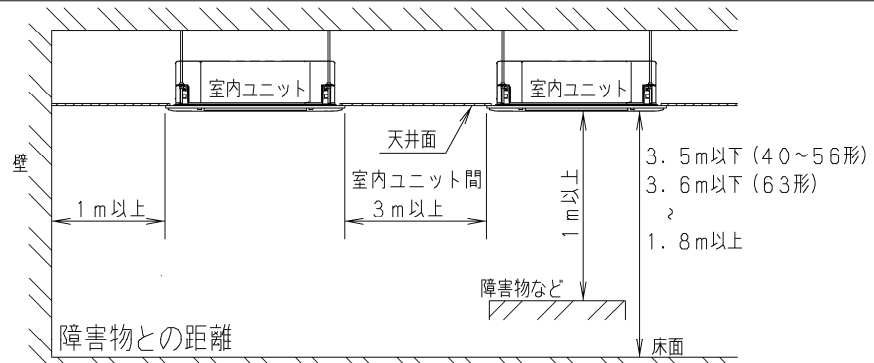 室内ユニット
室内ユニット
天井面
壁
室内ユニット間
1m以上
3m以上
1m以上
3.5m以下(40~56形)
3.6m以下(63形)
~
1.8m以上
障害物など
障害物との距離
床面